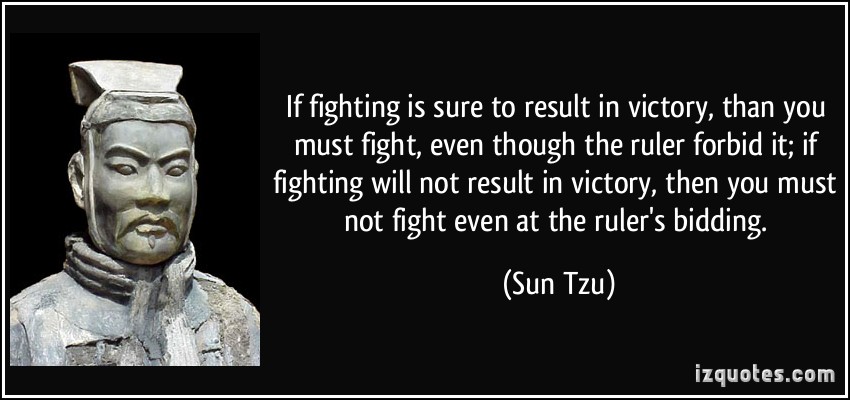 If fighting is sure to result in victory, than you
must fight, even though the ruler forbid it; if
fighting will not result in victory, then you must
not fight even at the ruler's bidding.
(Sun Tzu)
izquotes.com